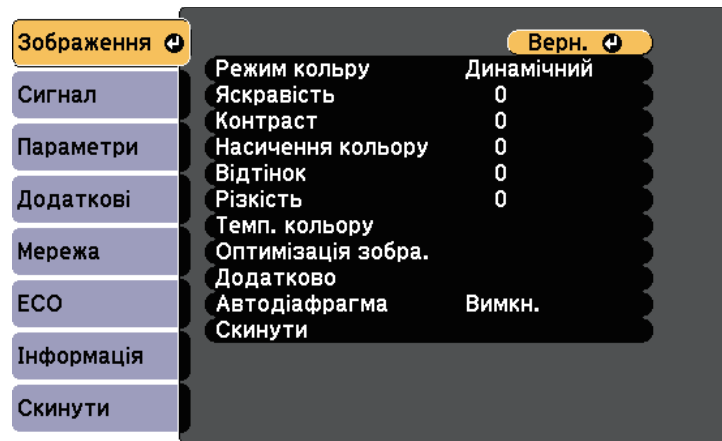 Зображення
Сигнал
Параметри
Додаткові
Мережа
ECO
Інформація
Скинути
Верн.
Режим кольру Динамічний
Яскравість 0
Контраст 0
Насичення кольору 0
Відтінок 0
Різкість 0
Темп. кольору
Оптимізація зобра.
Додатково
Автодіафрагма Вимкн.
Скинути